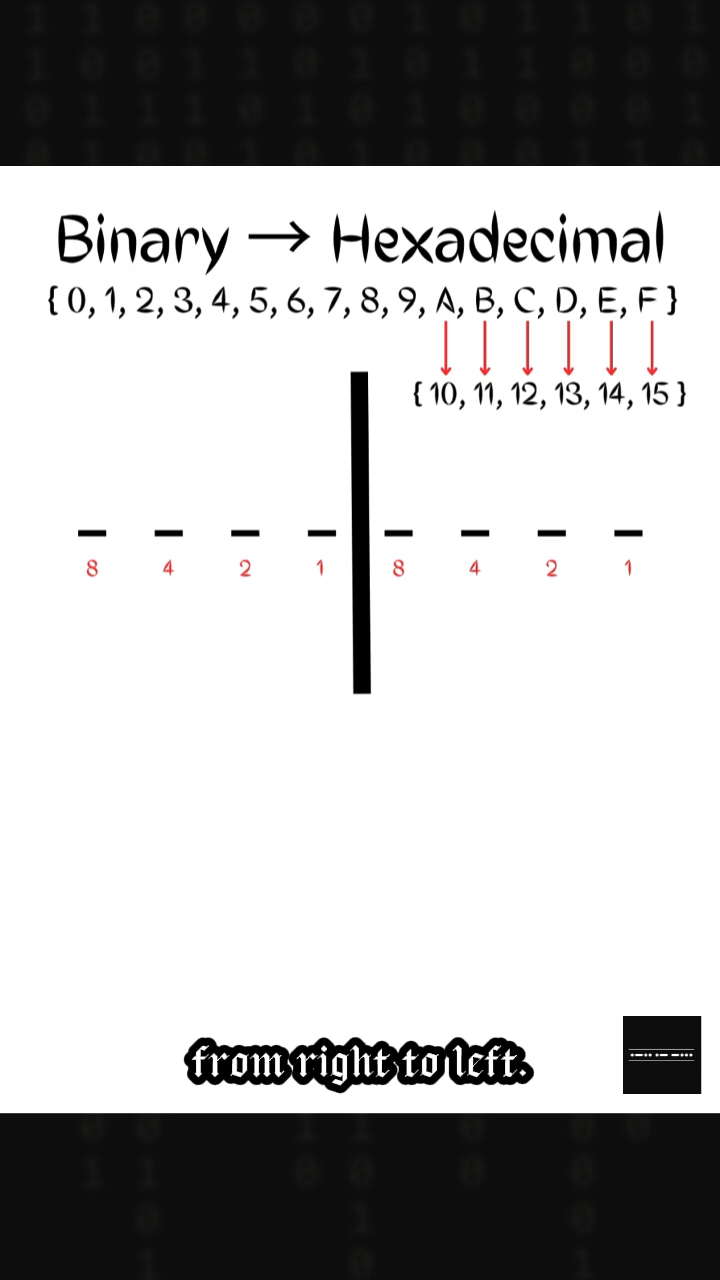 Binary → Hexadecimal
{ 0, 1, 2, 3, 4, 5, 6, 7, 8, 9, A, B, C, D, E, F }
{ 10, 11, 12, 13, 14, 15 }
8 4 2 1 8 4 2 1
from right to left.